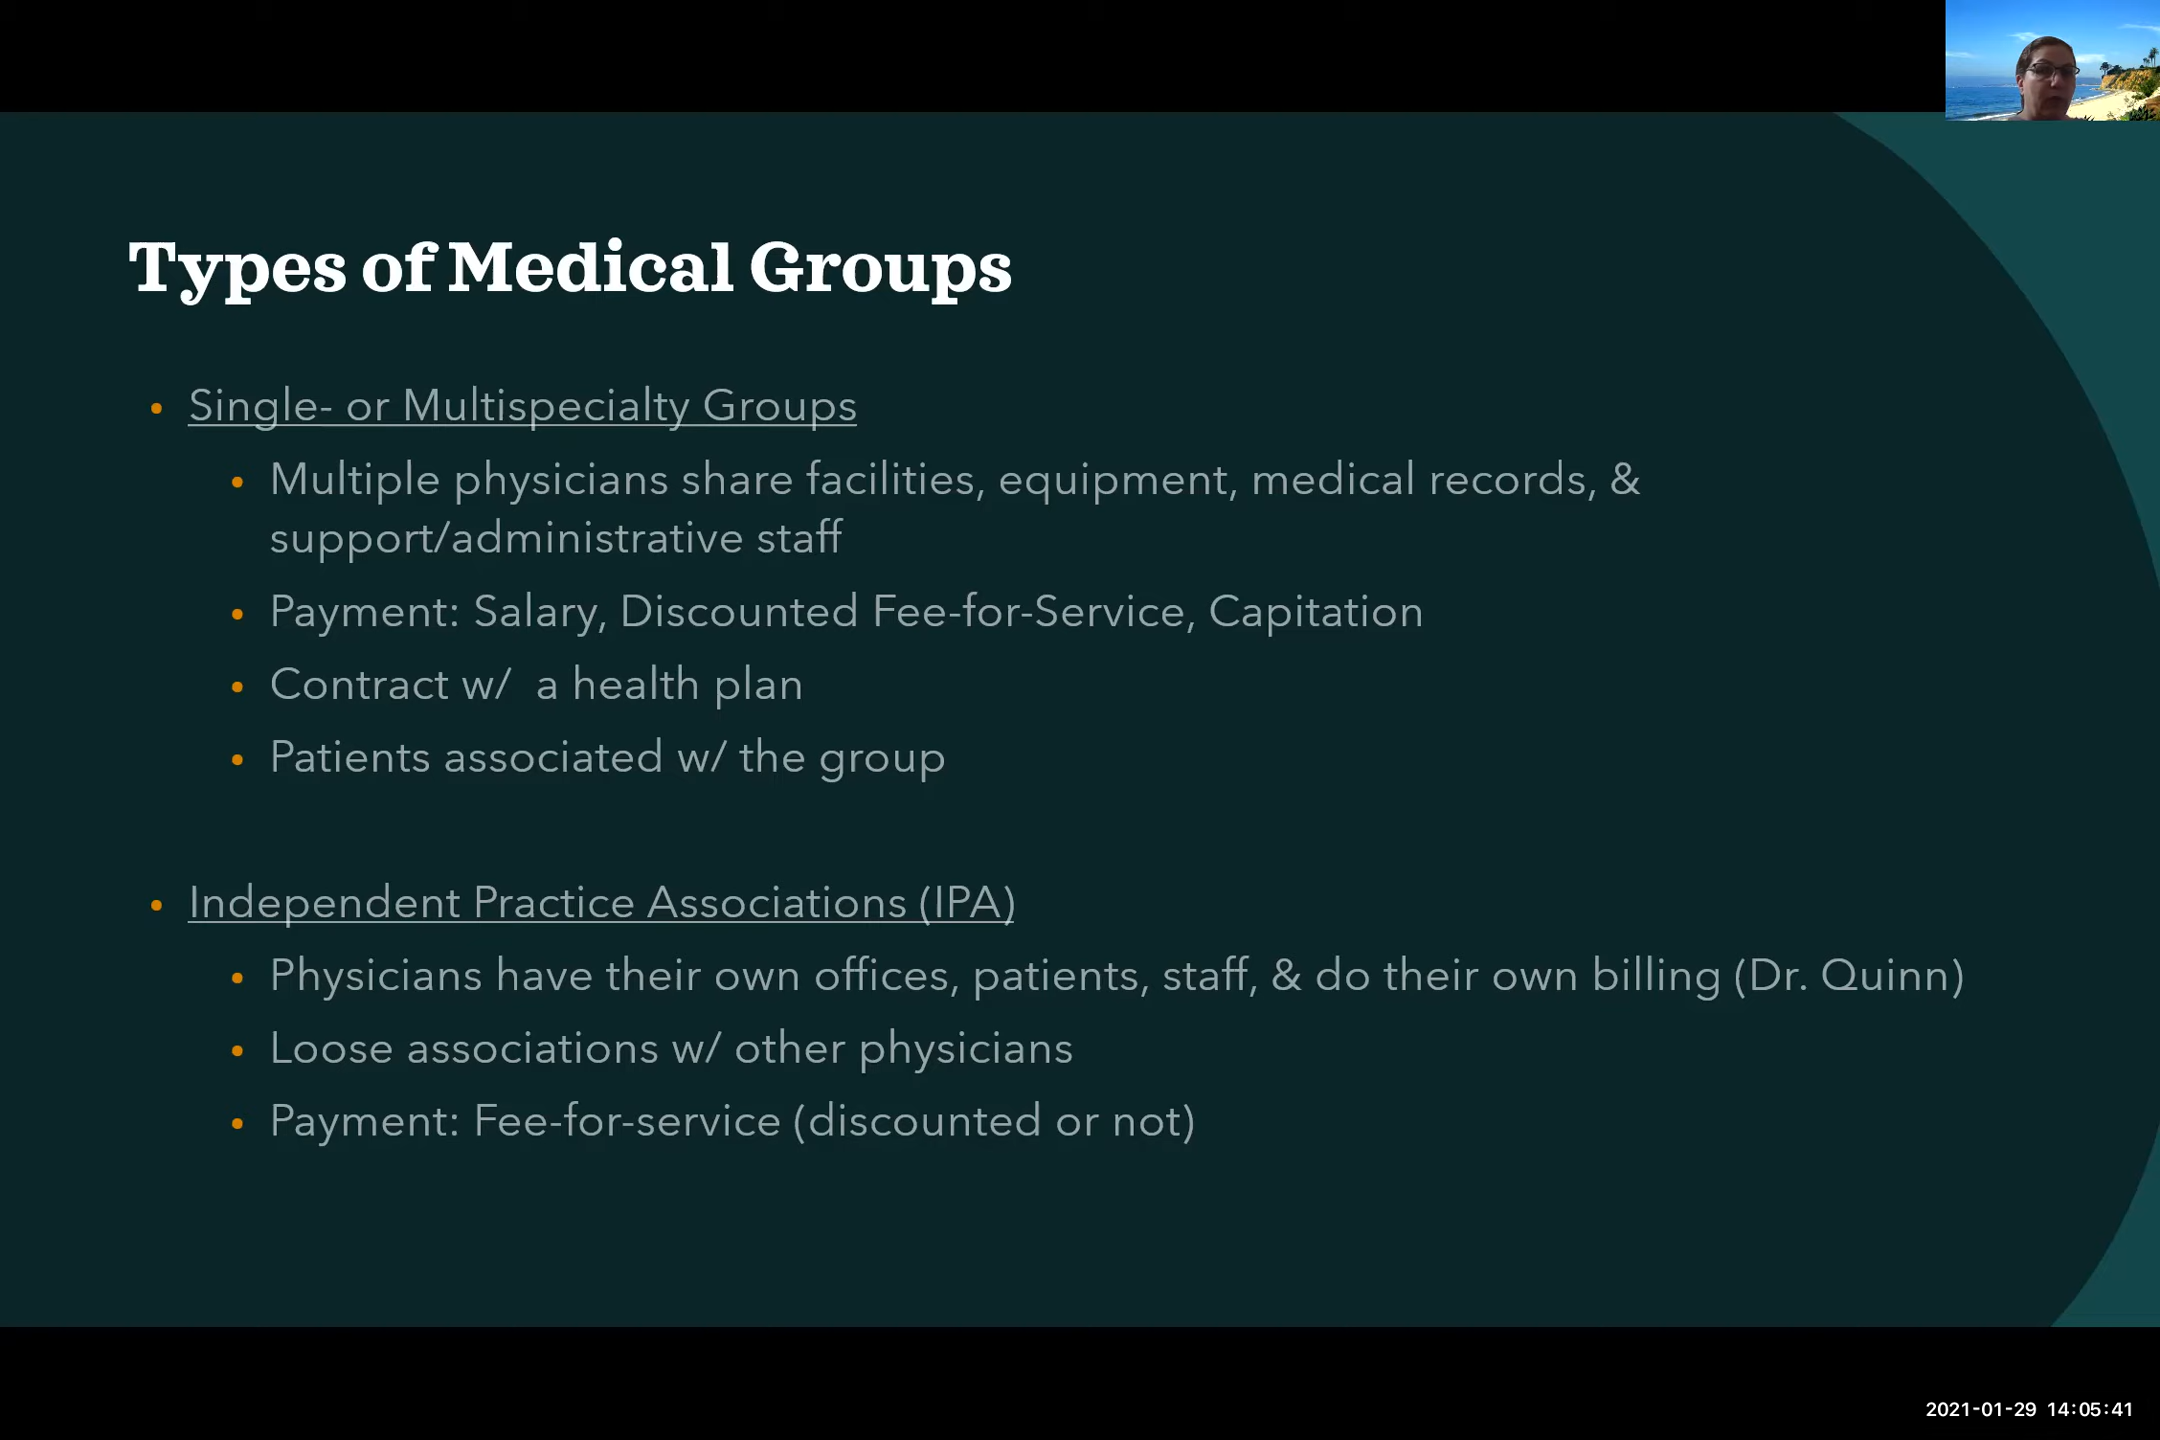 Types of Medical Groups
• Single- or Multispecialty Groups
• Multiple physicians share facilities, equipment, medical records, &
support/administrative staff
• Payment: Salary, Discounted Fee-for-Service, Capitation
• Contract w/  a health plan
• Patients associated w/ the group
• Independent Practice Associations (IPA)
• Physicians have their own offices, patients, staff, & do their own billing (Dr. Quinn)
• Loose associations w/ other physicians
• Payment: Fee-for-service (discounted or not)
2021-01-29 14:05:41